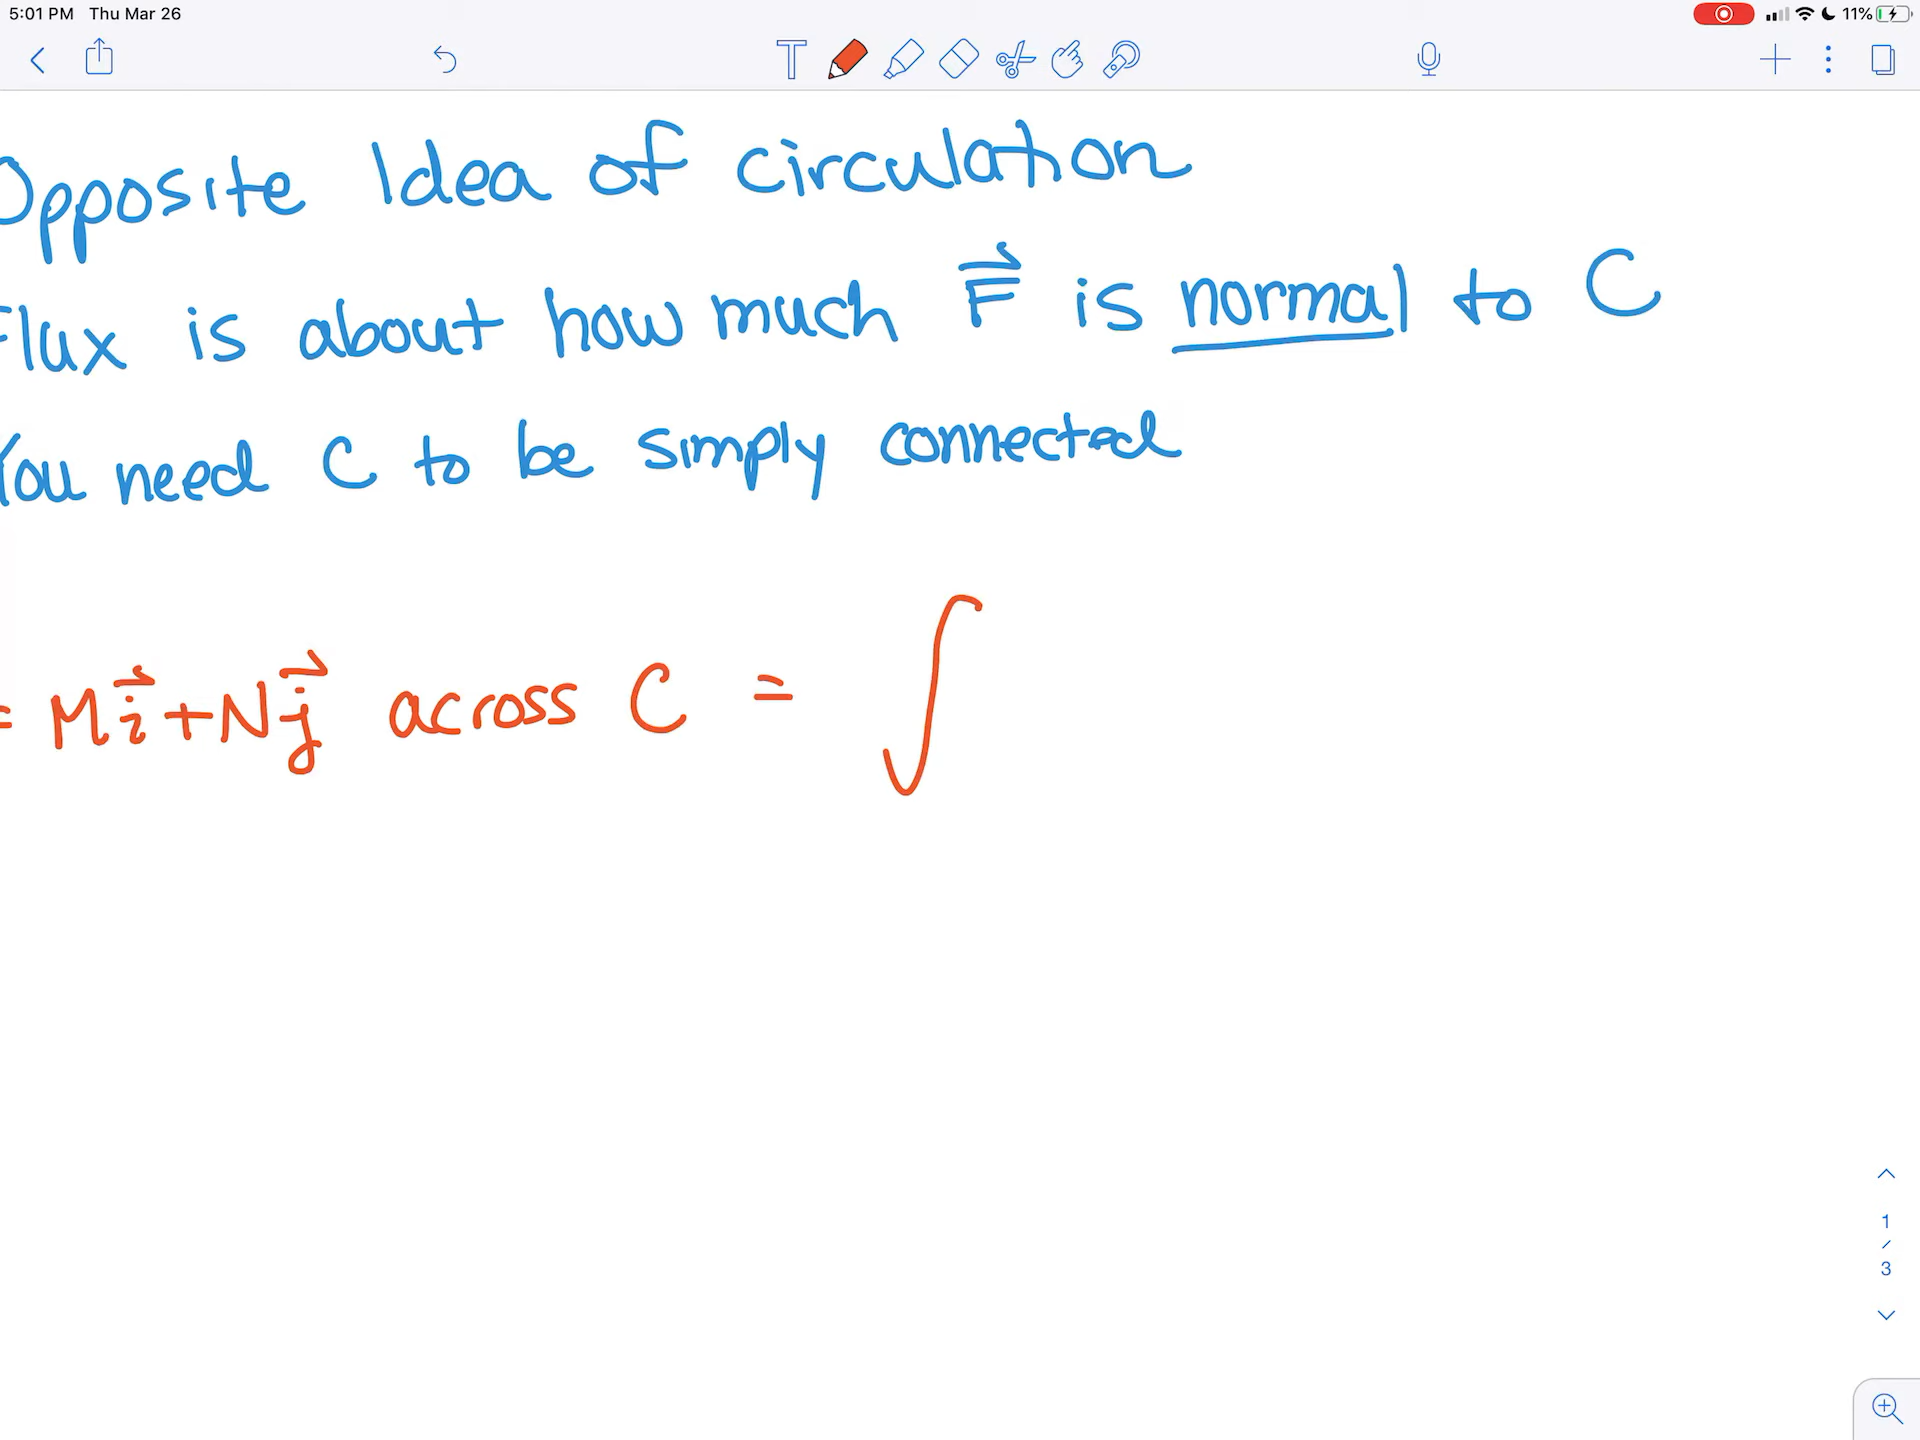 5:01 PM Thu Mar 26 11%
Opposite Idea of circulation
Flux is about how much F⃗ is normal to C
You need C to be simply connected
= Mi⃗+Nj⃗ across C = ∫
1
/
3